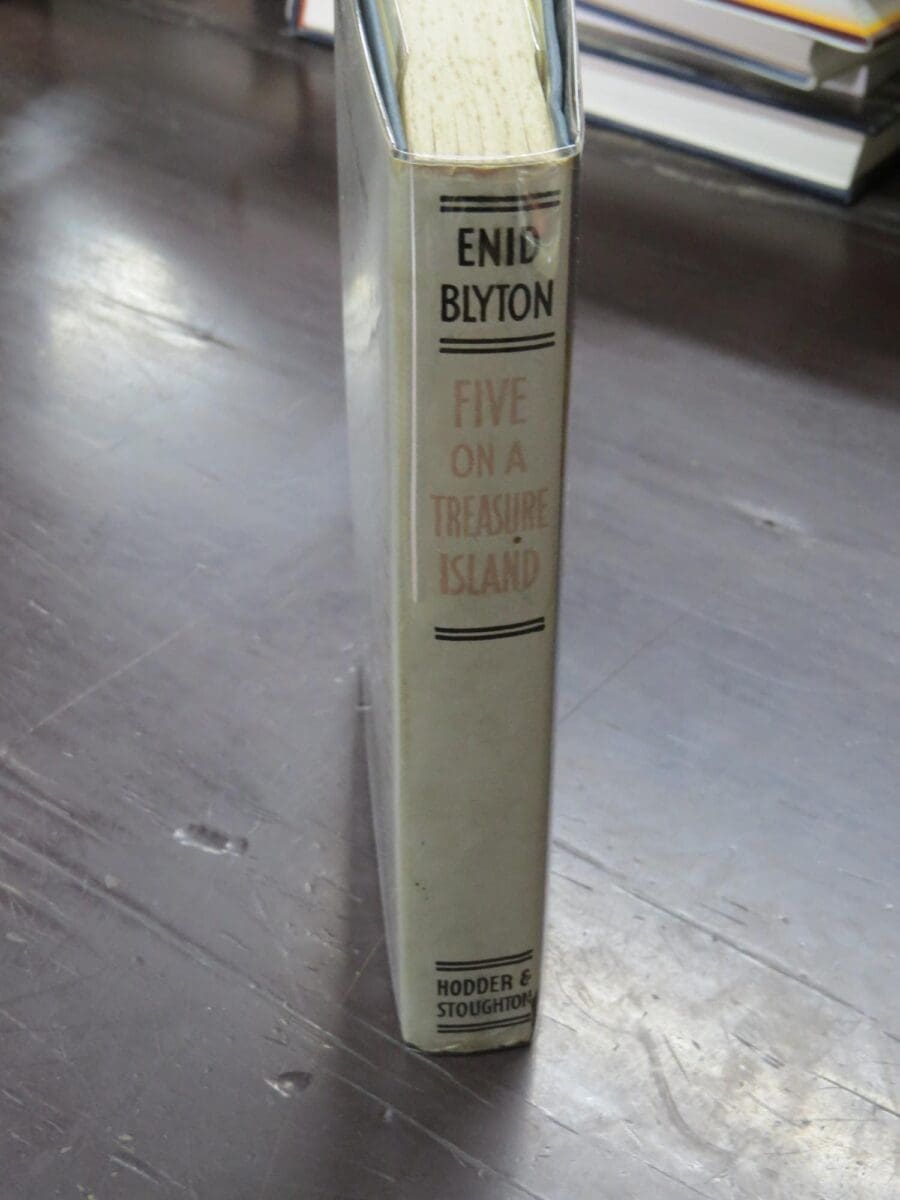 ENID
BLYTON
FIVE
ON A
TREASURE
ISLAND
HODDER &
STOUGHTON